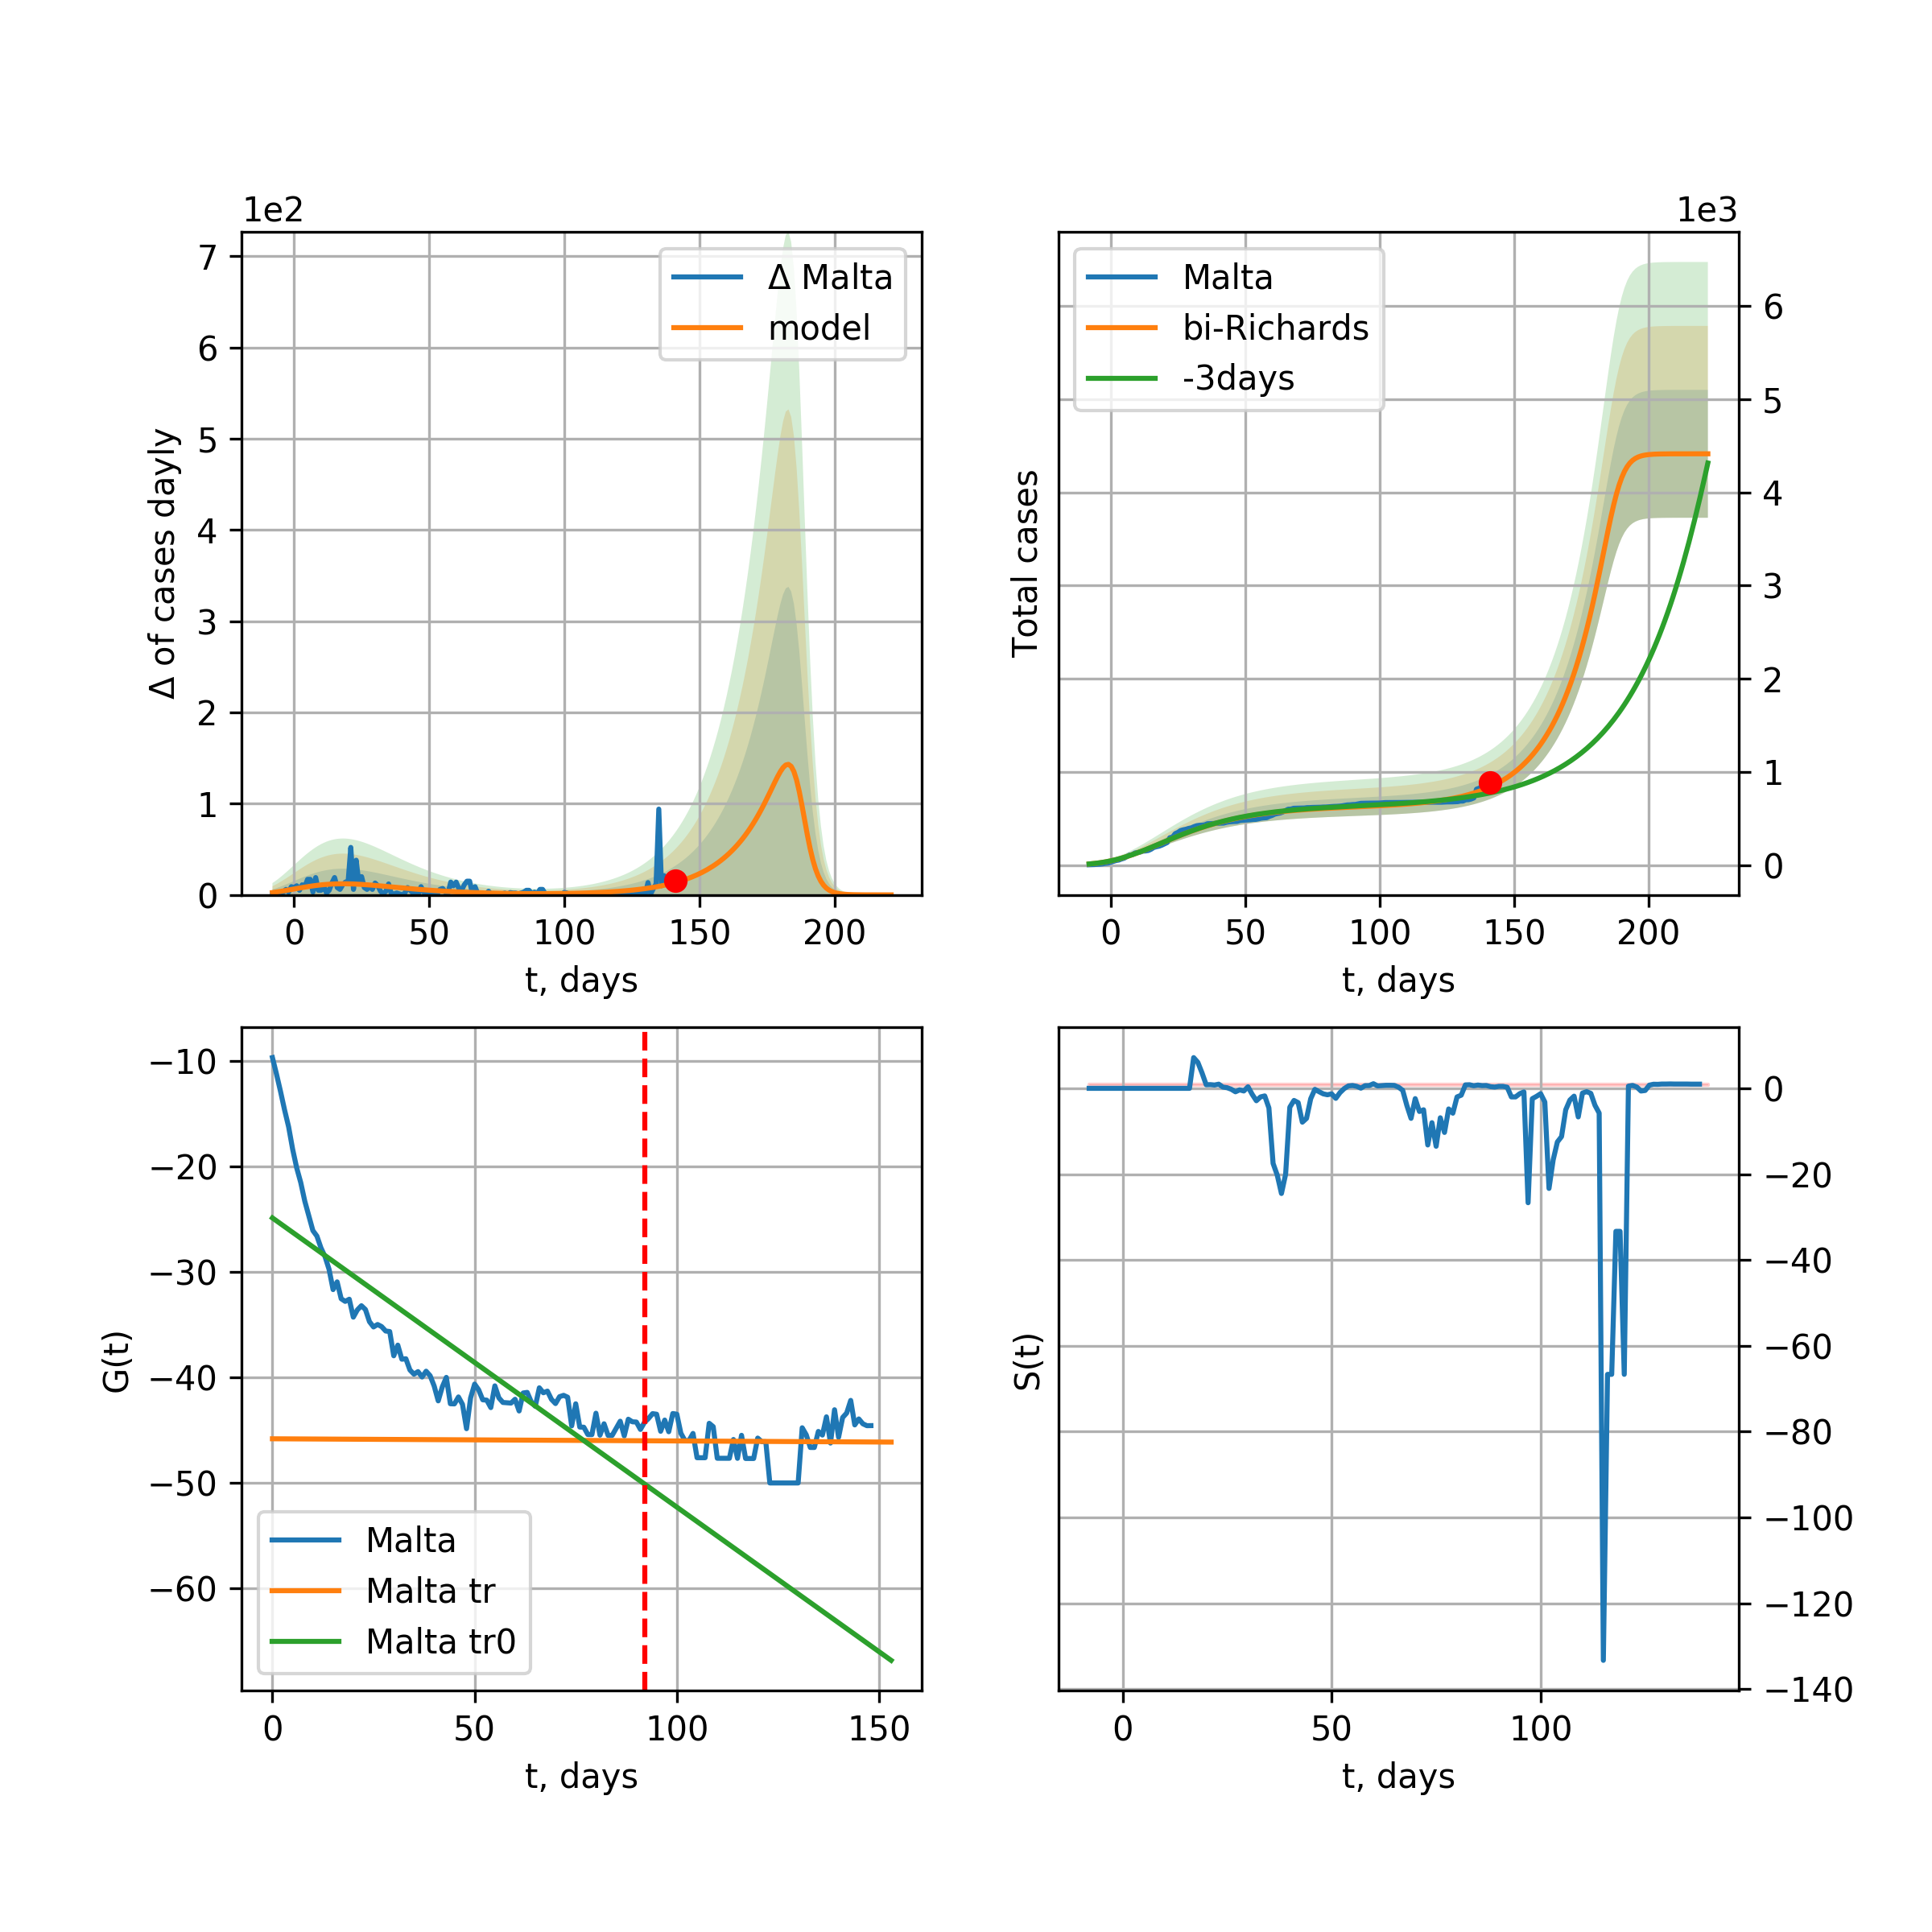 1e2
7
6
5
4
3
2
1
0
Δ of cases dayly
Δ Malta
model
0 50 100 150 200
t, days
1e3
Malta
bi-Richards
-3days
Total cases
6
5
4
3
2
1
0
0 50 100 150 200
t, days
−10
−20
−30
−40
−50
−60
G(t)
Malta
Malta tr
Malta tr0
0 50 100 150
t, days
S(t)
0
−20
−40
−60
−80
−100
−120
−140
0 50 100
t, days